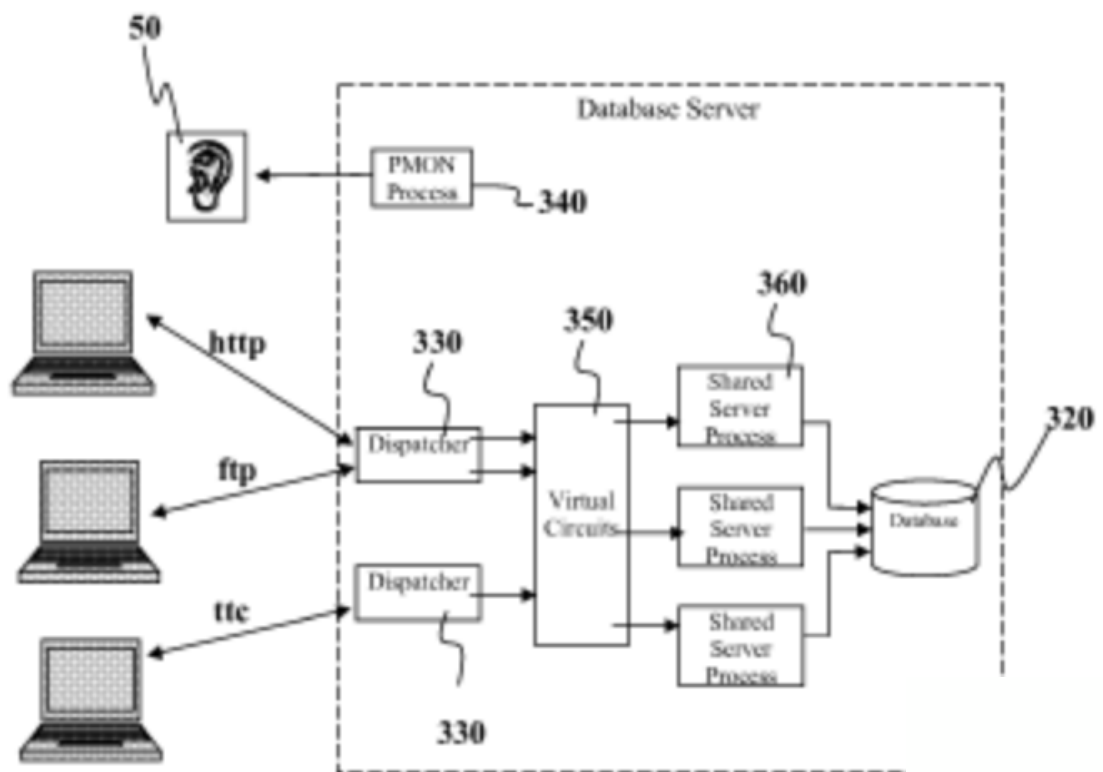 50
Database Server
PMON
Process
340
360
http
330
350
Shared
Server
Process
320
Dispatcher
ftp
Virtual
Circuits
Shared
Server
Process
Database
Dispatcher
ttc
Shared
Server
Process
330